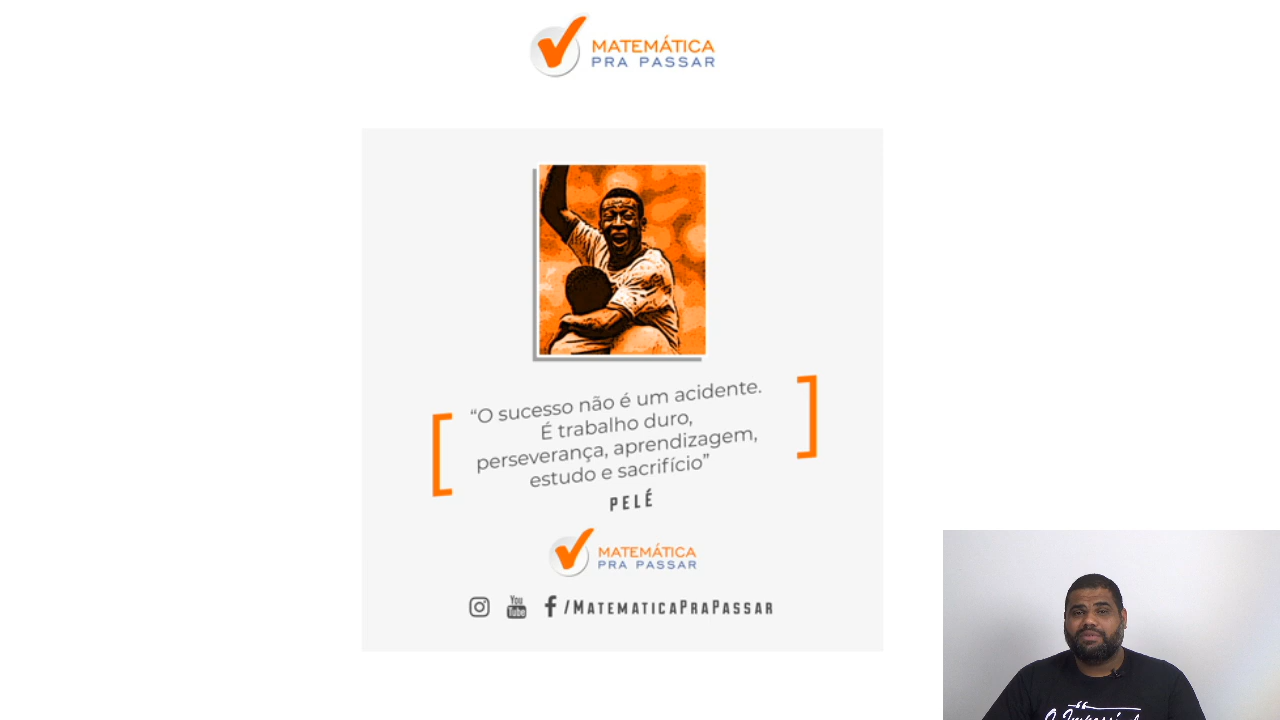 MATEMÁTICA
PRA PASSAR
“O sucesso não é um acidente.
É trabalho duro,
perseverança, aprendizagem,
estudo e sacrifício”
PELÉ
MATEMÁTICA
PRA PASSAR
You
Tube
/MATEMATICAPRAPASSAR